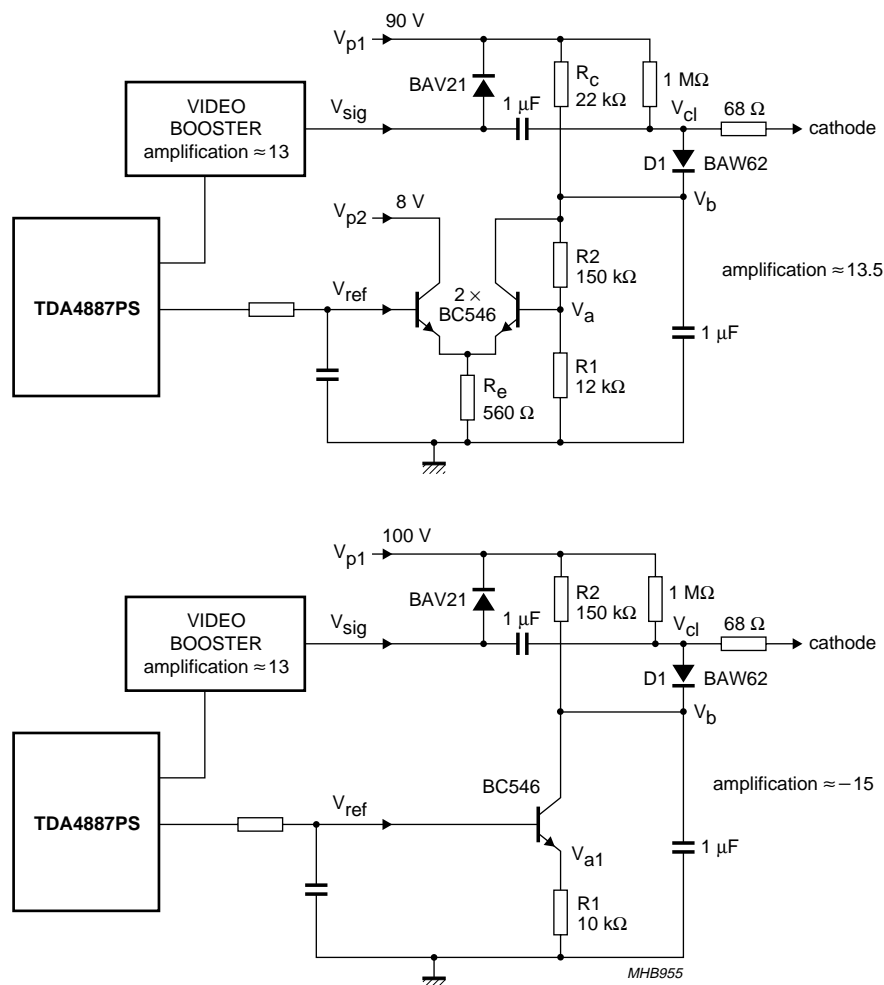 90 V
Vp1
BAV21
Rc
22 kΩ
1 MΩ
VIDEO
BOOSTER
amplification ≈13
Vsig
1 μF
Vcl
68 Ω
cathode
D1
BAW62
Vb
Vp2
8 V
R2
150 kΩ
amplification ≈13.5
TDA4887PS
Vref
2 ×
BC546
Va
1 μF
Re
560 Ω
R1
12 kΩ
100 V
Vp1
BAV21
R2
150 kΩ
1 MΩ
VIDEO
BOOSTER
amplification ≈13
Vsig
1 μF
Vcl
68 Ω
cathode
D1
BAW62
Vb
BC546
amplification ≈−15
TDA4887PS
Vref
Va1
1 μF
R1
10 kΩ
MHB955